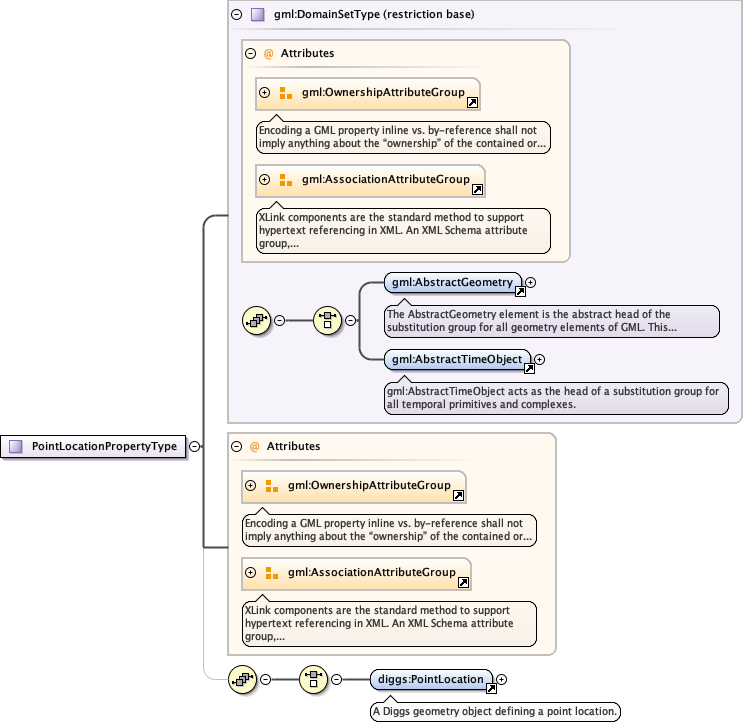 gml:DomainSetType (restriction base)
@ Attributes
gml:OwnershipAttributeGroup
Encoding a GML property inline vs. by-reference shall not
imply anything about the “ownership” of the contained or...
gml:AssociationAttributeGroup
XLink components are the standard method to support
hypertext referencing in XML. An XML Schema attribute
group,...
gml:AbstractGeometry
The AbstractGeometry element is the abstract head of the
substitution group for all geometry elements of GML. This...
gml:AbstractTimeObject
gml:AbstractTimeObject acts as the head of a substitution group for
all temporal primitives and complexes.
PointLocationPropertyType
@ Attributes
gml:OwnershipAttributeGroup
Encoding a GML property inline vs. by-reference shall not
imply anything about the “ownership” of the contained or...
gml:AssociationAttributeGroup
XLink components are the standard method to support
hypertext referencing in XML. An XML Schema attribute
group,...
diggs:PointLocation
A Diggs geometry object defining a point location.